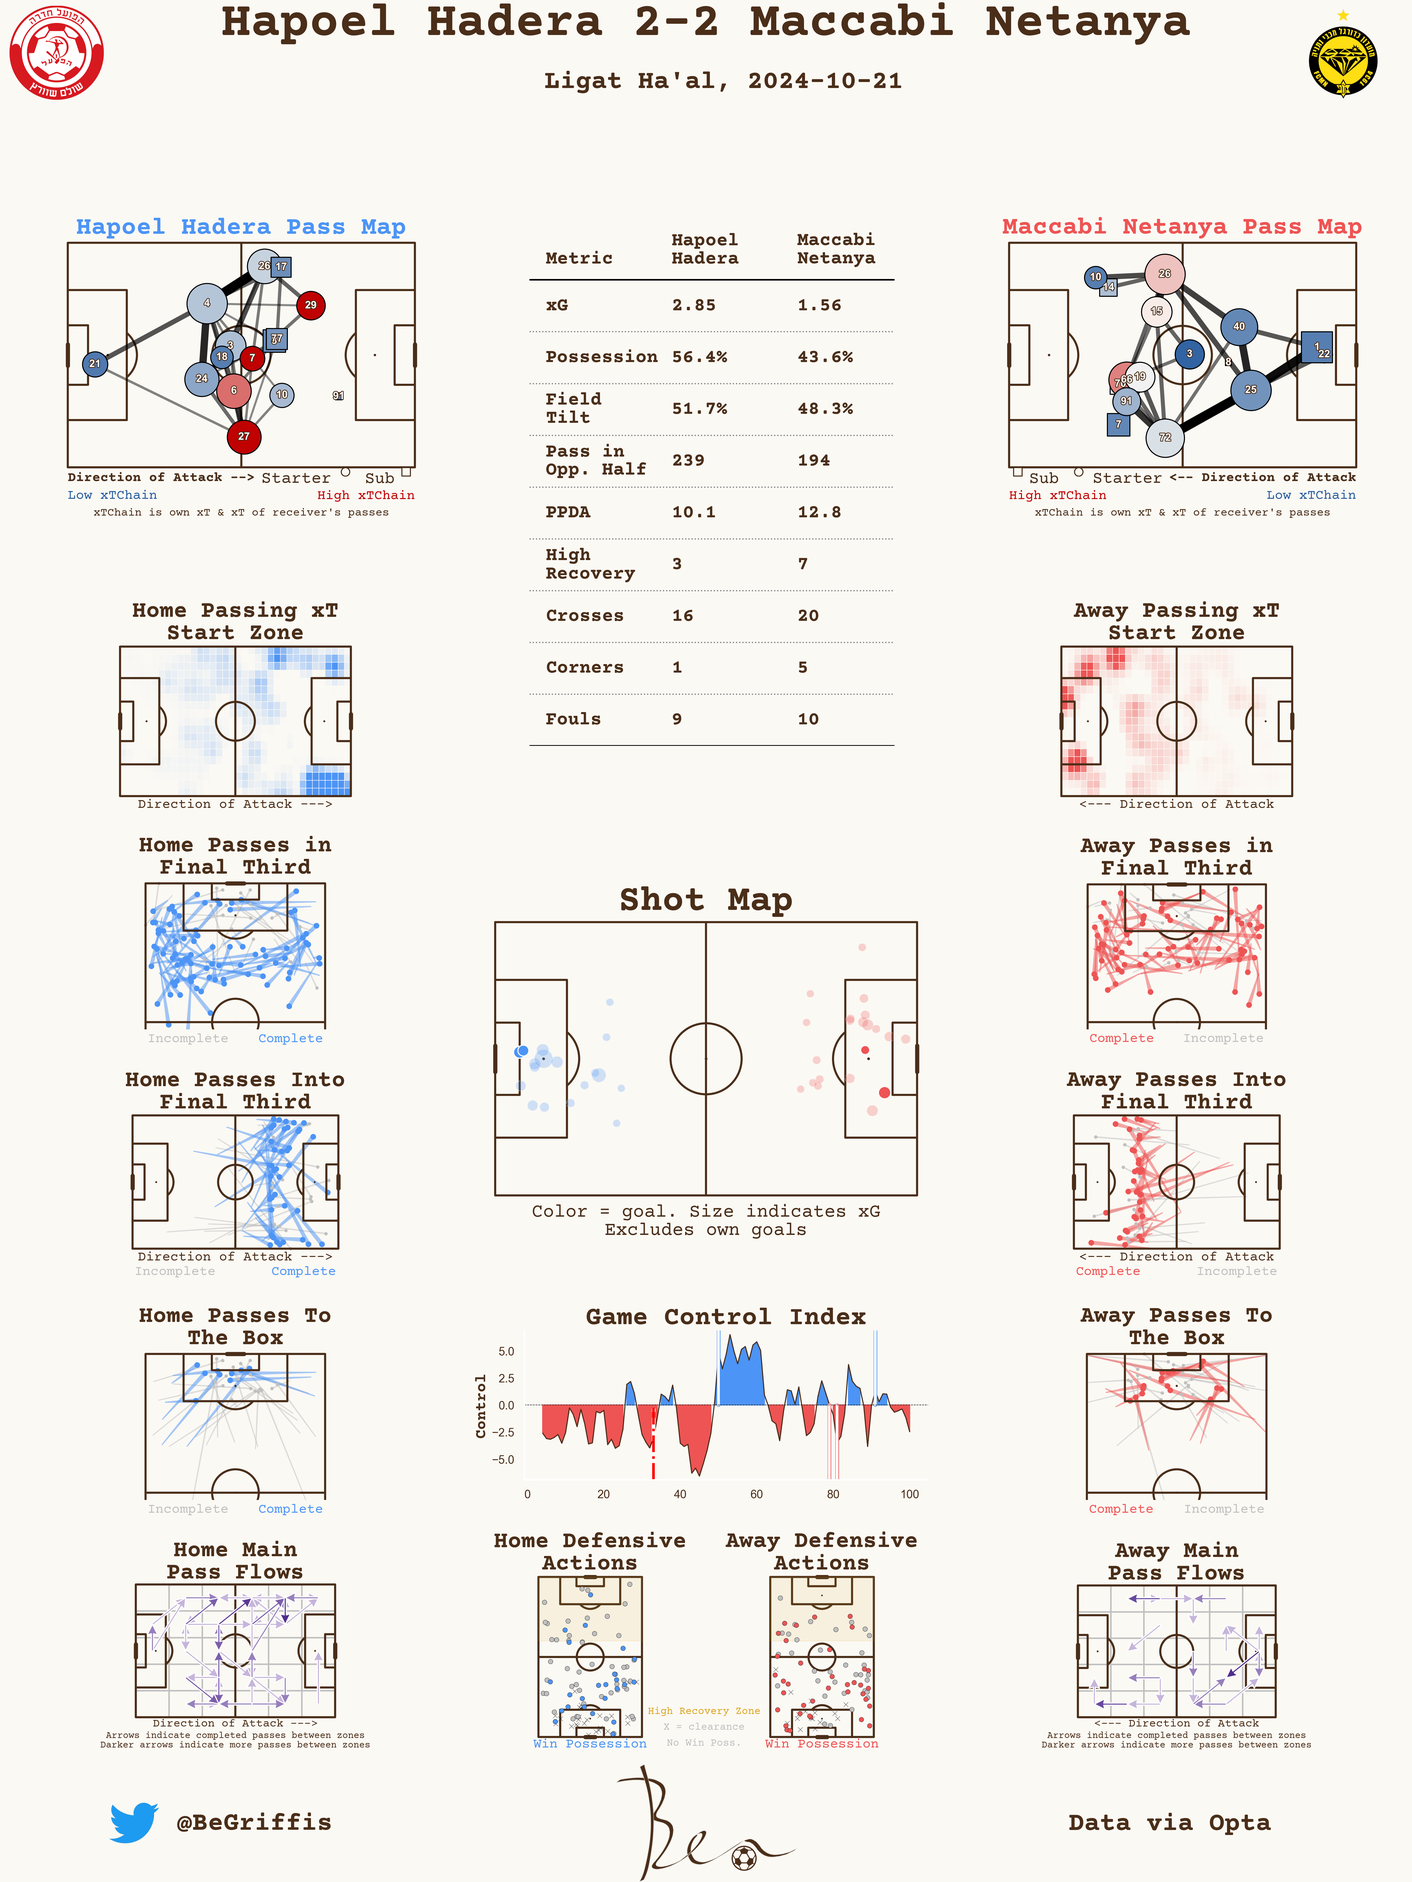 Hapoel Hadera 2-2 Maccabi Netanya
Ligat Ha'al, 2024-10-21
הפועל חדרה
הפועל
שולם שוורץ
מועדון כדורגל מכבי נתניה
FCMN
1934
Hapoel Hadera Pass Map
26
17
4
29
3
77
18
7
21
24
6
10
91
27
Direction of Attack --> Starter Sub
Low xTChain High xTChain
xTChain is own xT & xT of receiver's passes
Metric Hapoel Hadera Maccabi Netanya
xG 2.85 1.56
Possession 56.4% 43.6%
Field Tilt 51.7% 48.3%
Pass in Opp. Half 239 194
PPDA 10.1 12.8
High Recovery 3 7
Crosses 16 20
Corners 1 5
Fouls 9 10
Maccabi Netanya Pass Map
10
14
26
15
40
1
22
3
8
66
19
25
91
7
72
Sub Starter <-- Direction of Attack
High xTChain Low xTChain
xTChain is own xT & xT of receiver's passes
Home Passing xT
Start Zone
Direction of Attack --->
Away Passing xT
Start Zone
<--- Direction of Attack
Home Passes in
Final Third
Incomplete Complete
Away Passes in
Final Third
Complete Incomplete
Shot Map
Color = goal. Size indicates xG
Excludes own goals
Home Passes Into
Final Third
Direction of Attack --->
Incomplete Complete
Away Passes Into
Final Third
<--- Direction of Attack
Complete Incomplete
Home Passes To
The Box
Incomplete Complete
Game Control Index
Control
5.0
2.5
0.0
−2.5
−5.0
0 20 40 60 80 100
Away Passes To
The Box
Complete Incomplete
Home Main
Pass Flows
Direction of Attack --->
Arrows indicate completed passes between zones
Darker arrows indicate more passes between zones
Home Defensive
Actions
Win Possession
High Recovery Zone
X = clearance
No Win Poss.
Away Defensive
Actions
Win Possession
Away Main
Pass Flows
<--- Direction of Attack
Arrows indicate completed passes between zones
Darker arrows indicate more passes between zones
@BeGriffis
Ben
Data via Opta